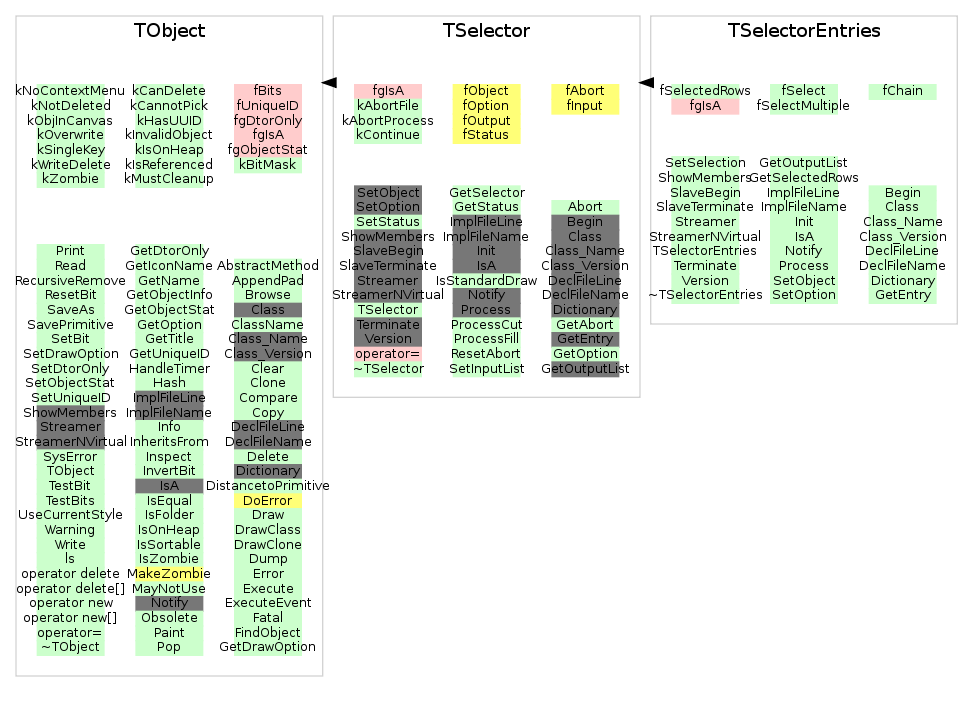 TObject
kNoContextMenu kCanDelete fBits
kNotDeleted kCannotPick fUniqueID
kObjInCanvas kHasUUID fgDtorOnly
kOverwrite kInvalidObject fgIsA
kSingleKey kIsOnHeap fgObjectStat
kWriteDelete kIsReferenced kBitMask
kZombie kMustCleanup
Print GetDtorOnly
Read GetIconName AbstractMethod
RecursiveRemove GetName AppendPad
ResetBit GetObjectInfo Browse
SaveAs GetObjectStat Class
SavePrimitive GetOption ClassName
SetBit GetTitle Class_Name
SetDrawOption GetUniqueID Class_Version
SetDtorOnly HandleTimer Clear
SetObjectStat Hash Clone
SetUniqueID ImplFileLine Compare
ShowMembers ImplFileName Copy
Streamer Info DeclFileLine
StreamerNVirtual InheritsFrom DeclFileName
SysError Inspect Delete
TObject InvertBit Dictionary
TestBit IsA DistancetoPrimitive
TestBits IsEqual DoError
UseCurrentStyle IsFolder Draw
Warning IsOnHeap DrawClass
Write IsSortable DrawClone
ls IsZombie Dump
operator delete MakeZombie Error
operator delete[] MayNotUse Execute
operator new Notify ExecuteEvent
operator new[] Obsolete Fatal
operator= Paint FindObject
~TObject Pop GetDrawOption
TSelector
fgIsA fObject fAbort
kAbortFile fOption fInput
kAbortProcess fOutput
kContinue fStatus
SetObject GetSelector
SetOption GetStatus Abort
SetStatus ImplFileLine Begin
ShowMembers ImplFileName Class
SlaveBegin Init Class_Name
SlaveTerminate IsA Class_Version
Streamer IsStandardDraw DeclFileLine
StreamerNVirtual Notify DeclFileName
TSelector Process Dictionary
Terminate ProcessCut GetAbort
Version ProcessFill GetEntry
operator= ResetAbort GetOption
~TSelector SetInputList GetOutputList
TSelectorEntries
fSelectedRows fSelect fChain
fgIsA fSelectMultiple
SetSelection GetOutputList
ShowMembers GetSelectedRows
SlaveBegin ImplFileLine Begin
SlaveTerminate ImplFileName Class
Streamer Init Class_Name
StreamerNVirtual IsA Class_Version
TSelectorEntries Notify DeclFileLine
Terminate Process DeclFileName
Version SetObject Dictionary
~TSelectorEntries SetOption GetEntry